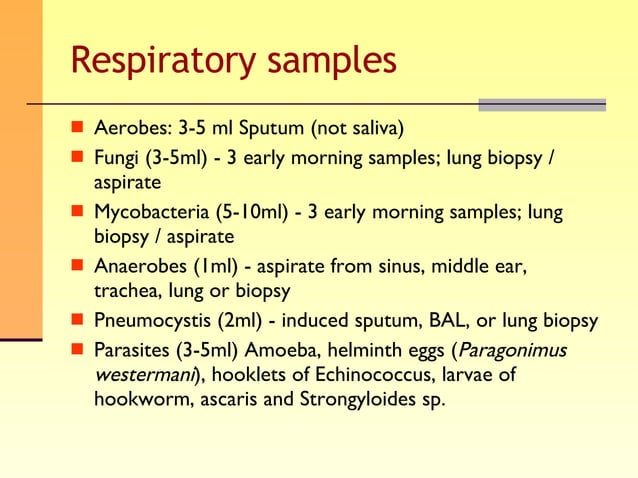 Respiratory samples
Aerobes: 3-5 ml Sputum (not saliva)
Fungi (3-5ml) - 3 early morning samples; lung biopsy /
aspirate
Mycobacteria (5-10ml) - 3 early morning samples; lung
biopsy / aspirate
Anaerobes (1ml) - aspirate from sinus, middle ear,
trachea, lung or biopsy
Pneumocystis (2ml) - induced sputum, BAL, or lung biopsy
Parasites (3-5ml) Amoeba, helminth eggs (Paragonimus
westermani), hooklets of Echinococcus, larvae of
hookworm, ascaris and Strongyloides sp.